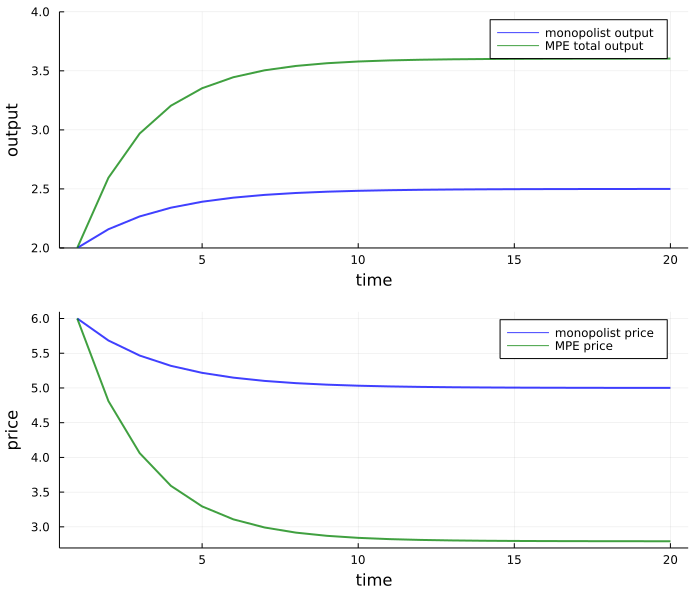 4.0
3.5
3.0
2.5
2.0
output
monopolist output
MPE total output
5
10
15
20
time
6.0
5.5
5.0
4.5
4.0
3.5
3.0
price
monopolist price
MPE price
5
10
15
20
time